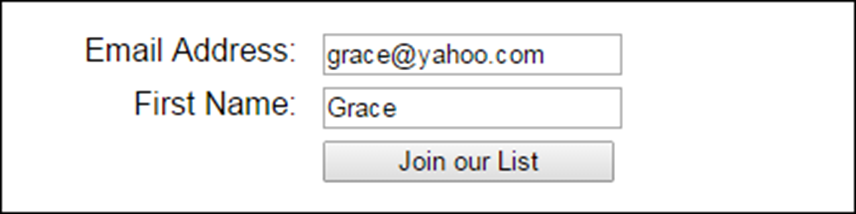 Email Address: grace@yahoo.com
First Name: Grace
Join our List